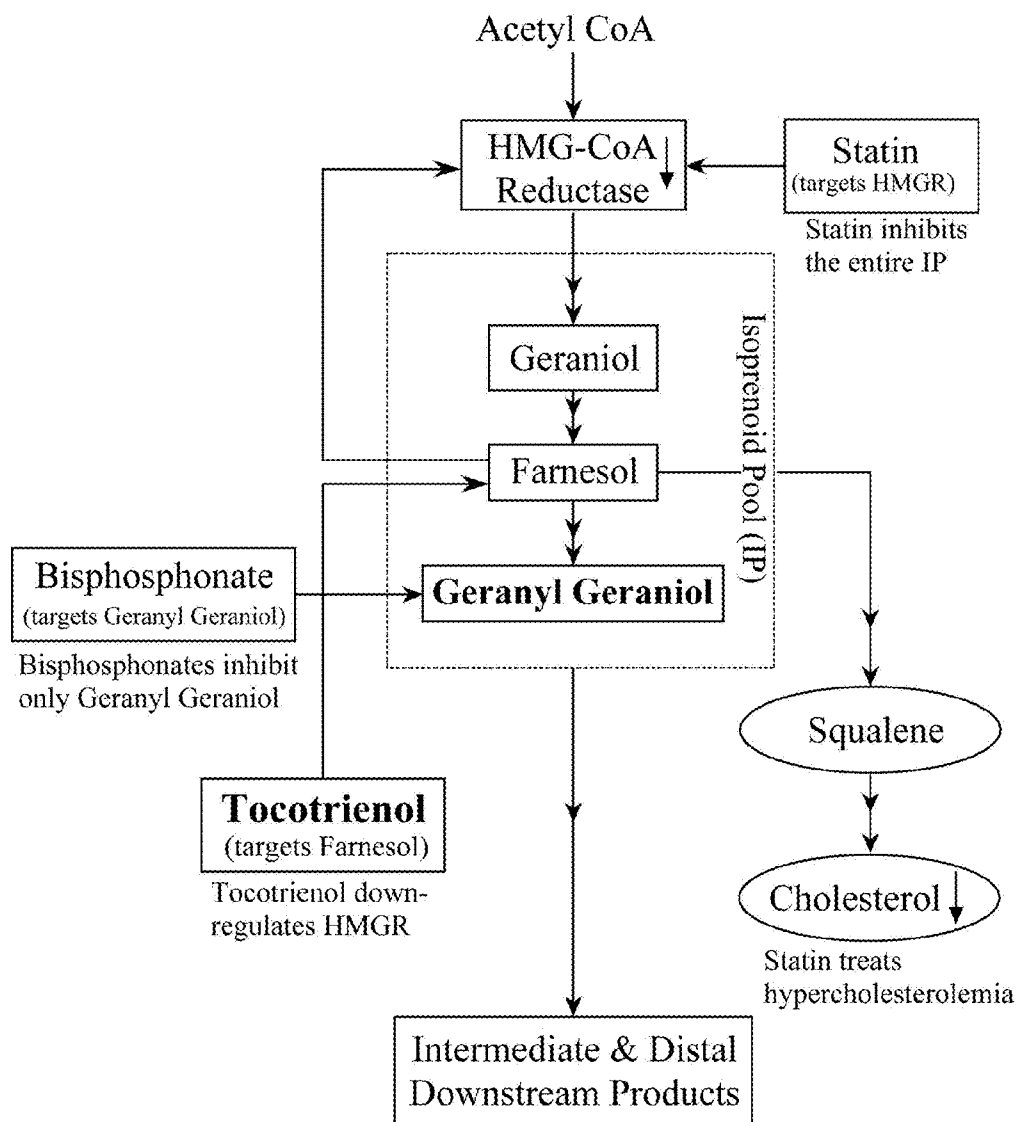 Acetyl CoA
HMG-CoA
Reductase
Statin
(targets HMGR)
Statin inhibits
the entire IP
Isoprenoid Pool (IP)
Geraniol
Farnesol
Geranyl Geraniol
Bisphosphonate
(targets Geranyl Geraniol)
Bisphosphonates inhibit
only Geranyl Geraniol
Squalene
Tocotrienol
(targets Farnesol)
Tocotrienol down-
regulates HMGR
Cholesterol
Statin treats
hypercholesterolemia
Intermediate & Distal
Downstream Products